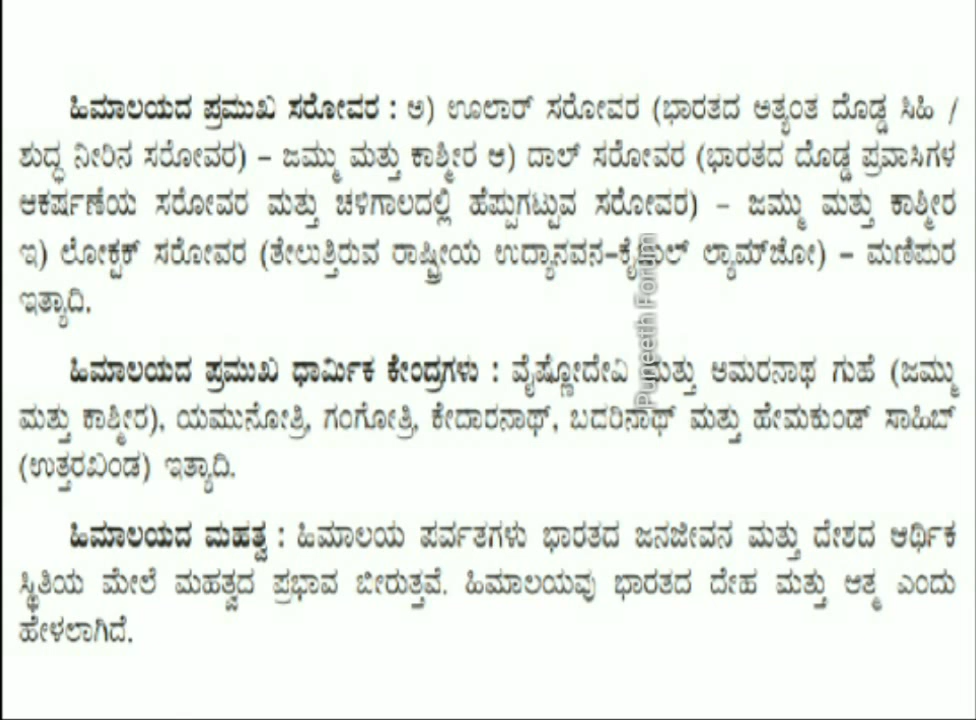 ಹಿಮಾಲಯದ ಪ್ರಮುಖ ಸರೋವರ : ಅ) ಊಲಾರ್ ಸರೋವರ (ಭಾರತದ ಅತ್ಯಂತ ದೊಡ್ಡ ಸಿಹಿ /
ಶುದ್ಧ ನೀರಿನ ಸರೋವರ) – ಜಮ್ಮು ಮತ್ತು ಕಾಶ್ಮೀರ ಆ) ದಾಲ್ ಸರೋವರ (ಭಾರತದ ದೊಡ್ಡ ಪ್ರವಾಸಿಗಳ
ಆಕರ್ಷಣೆಯ ಸರೋವರ ಮತ್ತು ಚಳಿಗಾಲದಲ್ಲಿ ಹೆಪ್ಪುಗಟ್ಟುವ ಸರೋವರ) – ಜಮ್ಮು ಮತ್ತು ಕಾಶ್ಮೀರ
ಇ) ಲೋಕ್ಟಕ್ ಸರೋವರ (ತೇಲುತ್ತಿರುವ ರಾಷ್ಟ್ರೀಯ ಉದ್ಯಾನವನ–ಕೈಬುಲ್ ಲ್ಯಾಮ್‌ಜೋ) – ಮಣಿಪುರ
ಇತ್ಯಾದಿ.
ಹಿಮಾಲಯದ ಪ್ರಮುಖ ಧಾರ್ಮಿಕ ಕೇಂದ್ರಗಳು : ವೈಷ್ಣೋದೇವಿ ಮತ್ತು ಅಮರನಾಥ ಗುಹೆ (ಜಮ್ಮು
ಮತ್ತು ಕಾಶ್ಮೀರ), ಯಮುನೋತ್ರಿ, ಗಂಗೋತ್ರಿ, ಕೇದಾರನಾಥ್, ಬದರಿನಾಥ್ ಮತ್ತು ಹೇಮಕುಂಡ್ ಸಾಹಿಬ್
(ಉತ್ತರಖಂಡ) ಇತ್ಯಾದಿ.
ಹಿಮಾಲಯದ ಮಹತ್ವ : ಹಿಮಾಲಯ ಪರ್ವತಗಳು ಭಾರತದ ಜನಜೀವನ ಮತ್ತು ದೇಶದ ಆರ್ಥಿಕ
ಸ್ಥಿತಿಯ ಮೇಲೆ ಮಹತ್ವದ ಪ್ರಭಾವ ಬೀರುತ್ತವೆ. ಹಿಮಾಲಯವು ಭಾರತದ ದೇಹ ಮತ್ತು ಆತ್ಮ ಎಂದು
ಹೇಳಲಾಗಿದೆ.
Puneeth Forum